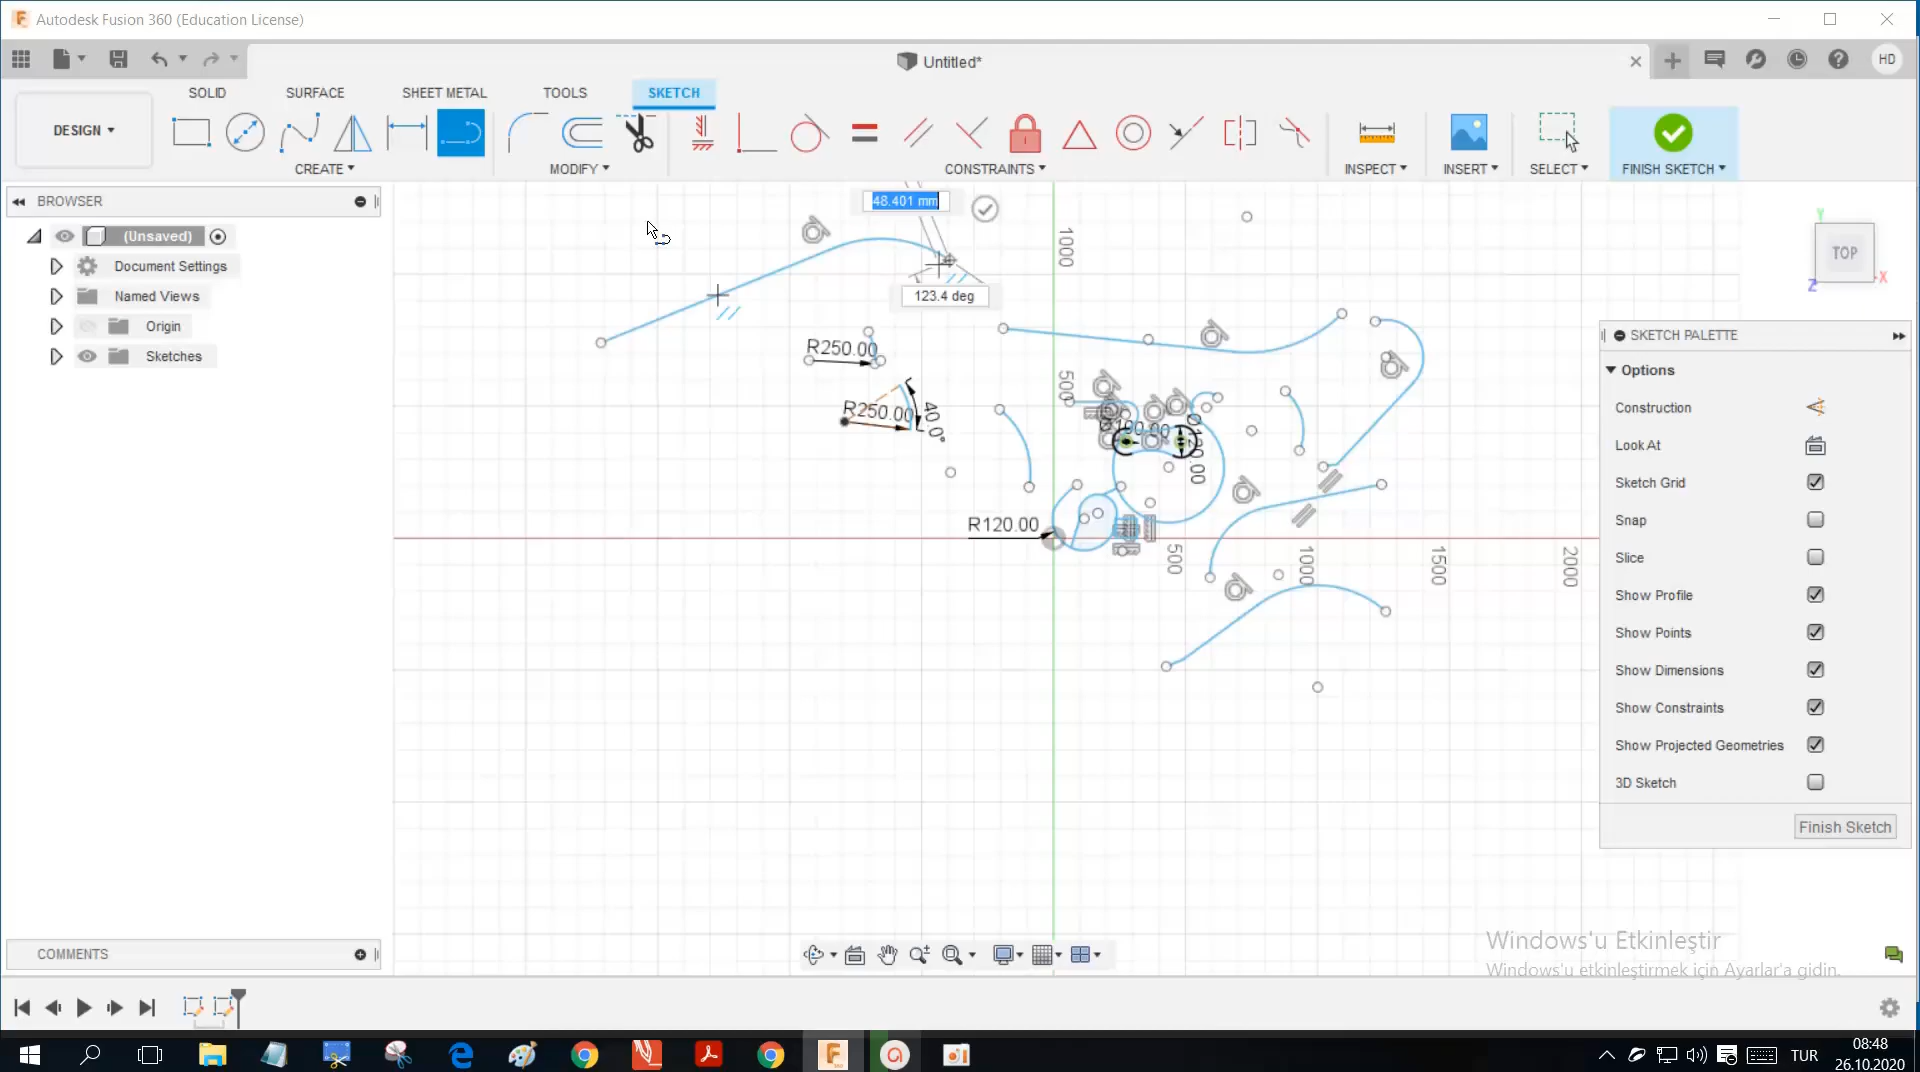 Autodesk Fusion 360 (Education License)
Untitled*
HD
SOLID
SURFACE
SHEET METAL
TOOLS
SKETCH
DESIGN
CREATE
MODIFY
CONSTRAINTS
INSPECT
INSERT
SELECT
FINISH SKETCH
BROWSER
(Unsaved)
Document Settings
Named Views
Origin
Sketches
48.401 mm
123.4 deg
R250.00
R250.00
40.0°
R120.00
1000
500
500
1000
1500
2000
TOP
Y
X
Z
SKETCH PALETTE
Options
Construction
Look At
Sketch Grid
Snap
Slice
Show Profile
Show Points
Show Dimensions
Show Constraints
Show Projected Geometries
3D Sketch
Finish Sketch
Windows'u Etkinleştir
Windows'u etkinleştirmek için Ayarlar'a gidin.
COMMENTS
TUR
08:48
26.10.2020